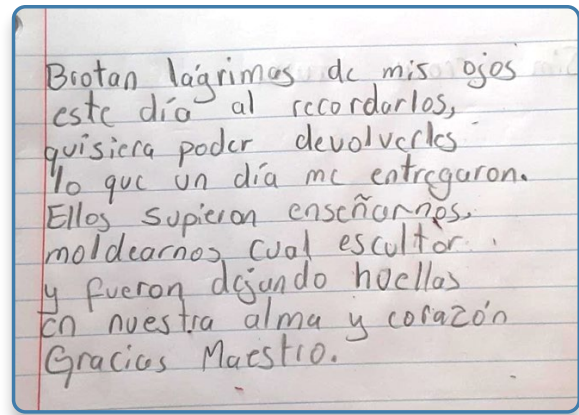 Brotan lágrimas de mis ojos
este día al recordarlos,
quisiera poder devolverles
lo que un día me entregaron.
Ellos supieron enseñarnos,
moldearnos cual escultor
y fueron dejando huellas
En nuestra alma y corazón
Gracias Maestro.